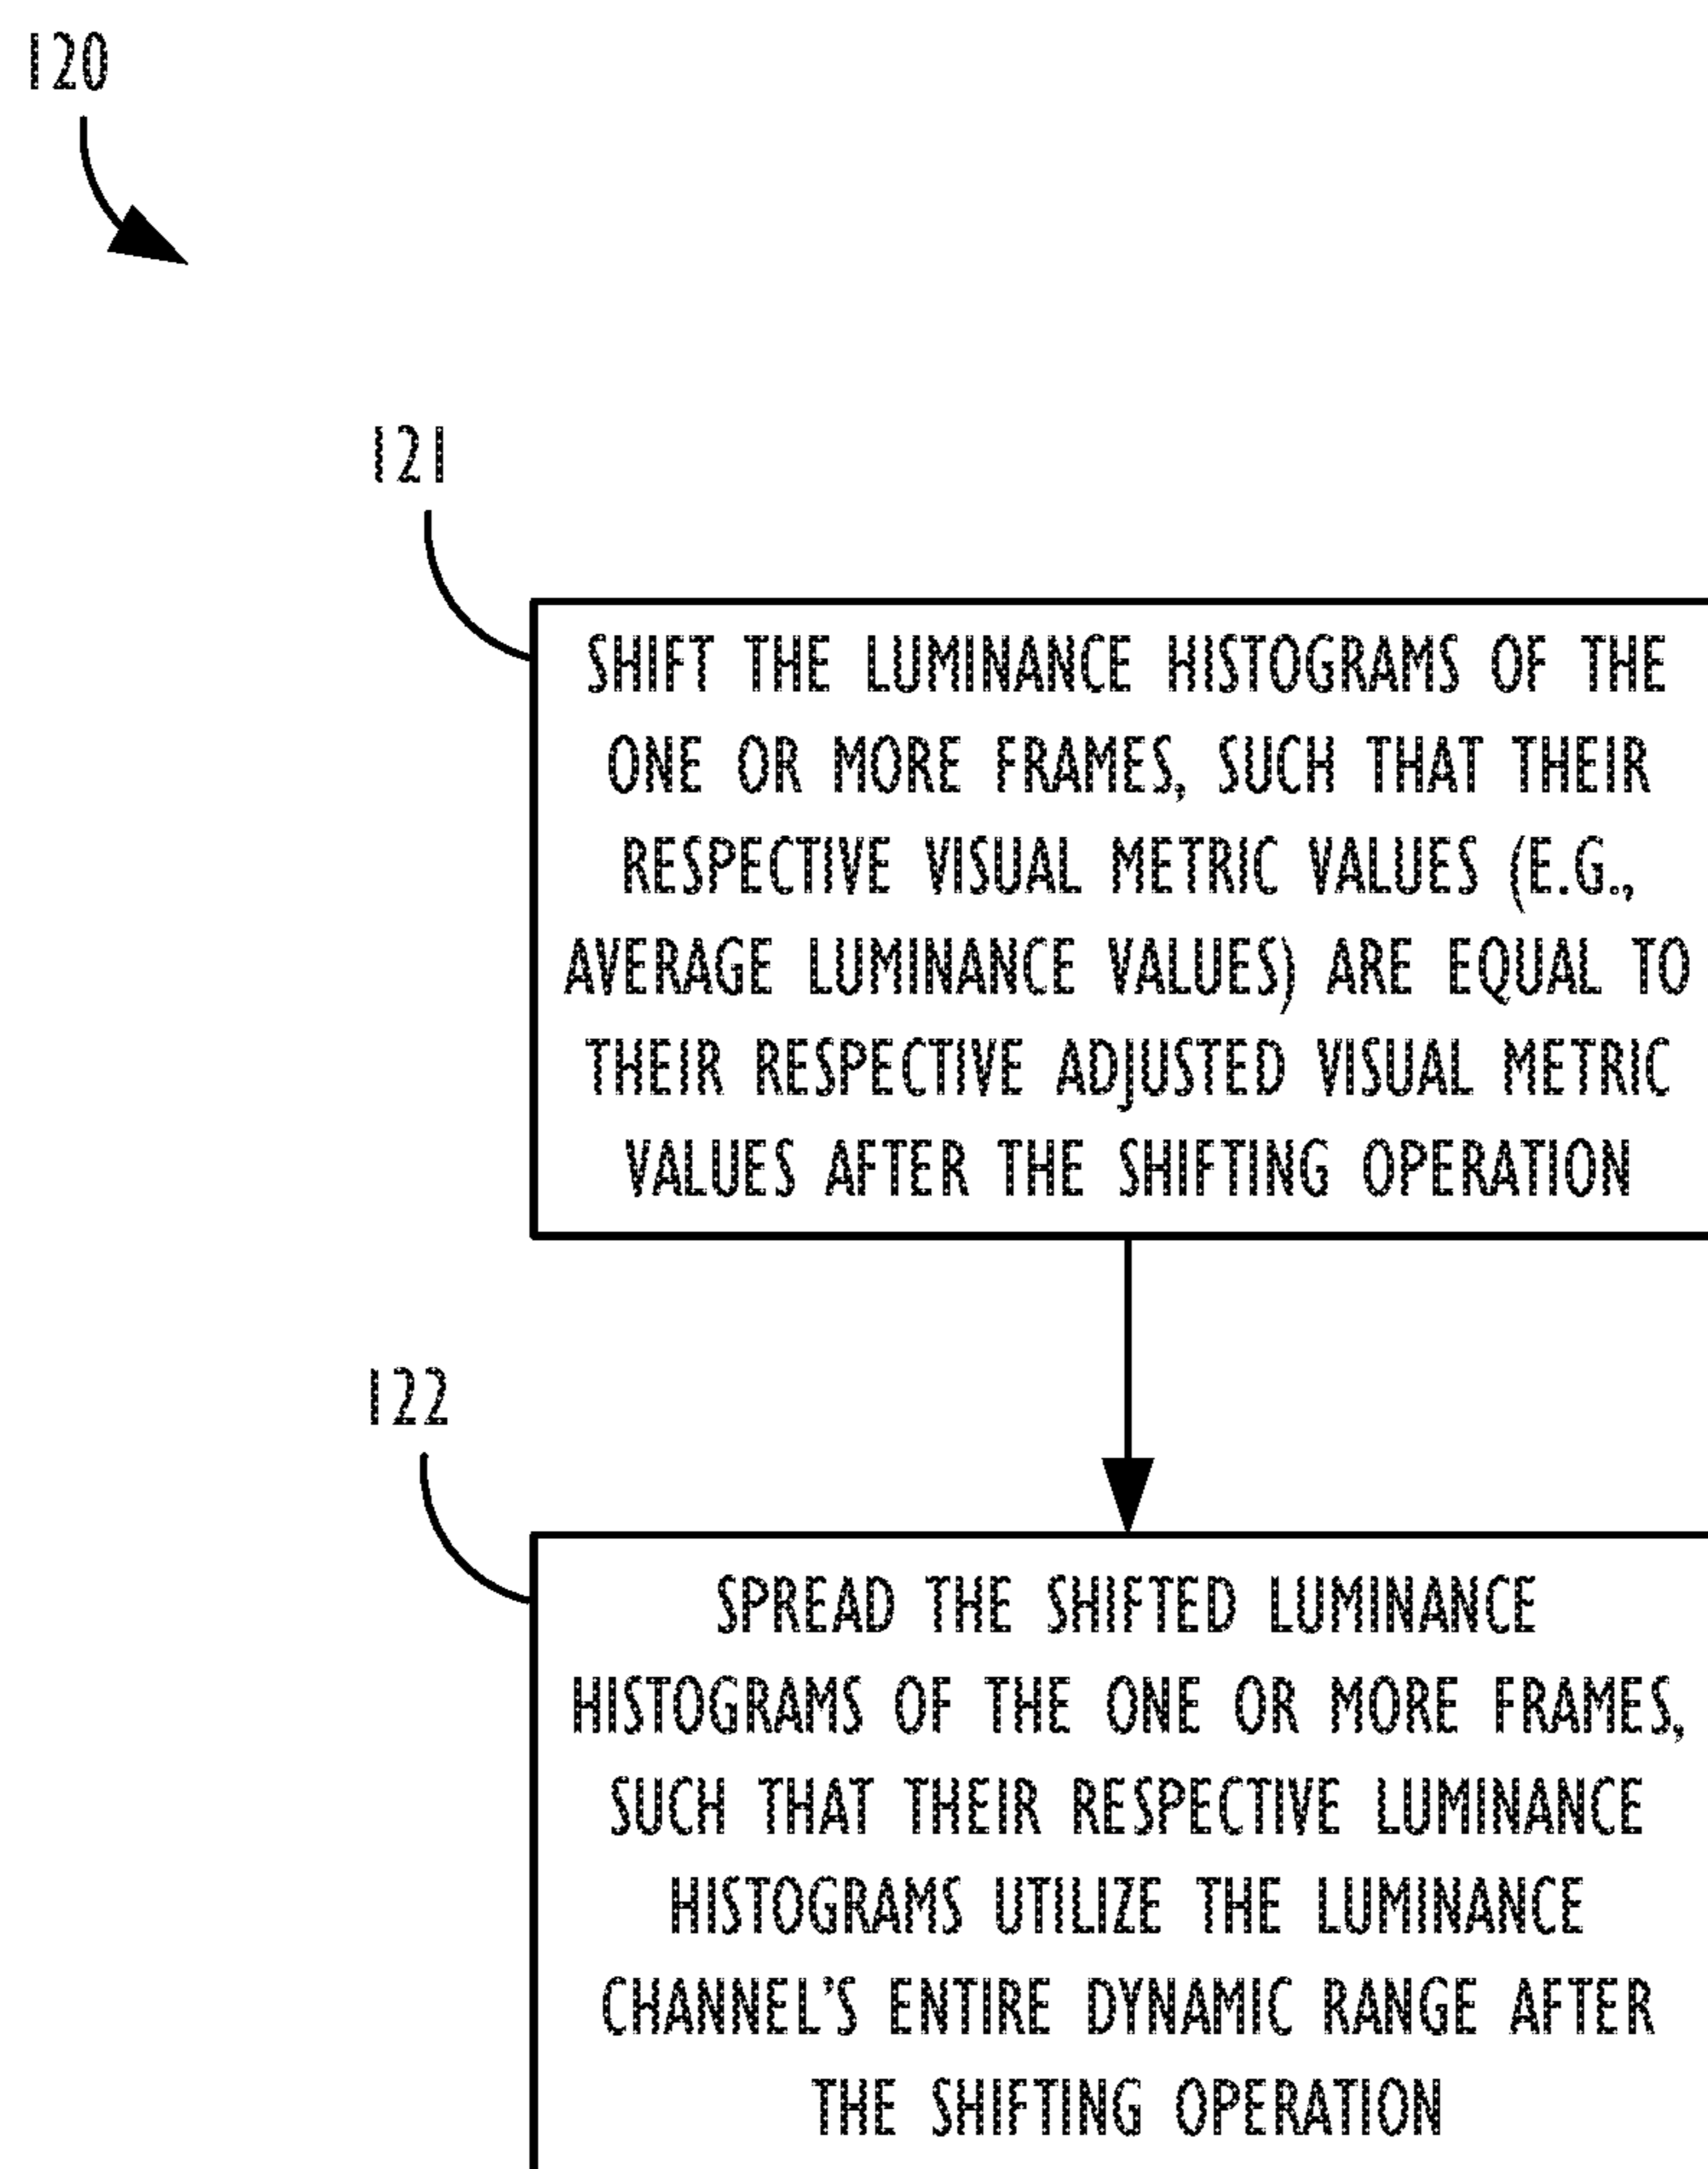 120
121
SHIFT THE LUMINANCE HISTOGRAMS OF THE
ONE OR MORE FRAMES, SUCH THAT THEIR
RESPECTIVE VISUAL METRIC VALUES (E.G.,
AVERAGE LUMINANCE VALUES) ARE EQUAL TO
THEIR RESPECTIVE ADJUSTED VISUAL METRIC
VALUES AFTER THE SHIFTING OPERATION
122
SPREAD THE SHIFTED LUMINANCE
HISTOGRAMS OF THE ONE OR MORE FRAMES,
SUCH THAT THEIR RESPECTIVE LUMINANCE
HISTOGRAMS UTILIZE THE LUMINANCE
CHANNEL'S ENTIRE DYNAMIC RANGE AFTER
THE SHIFTING OPERATION